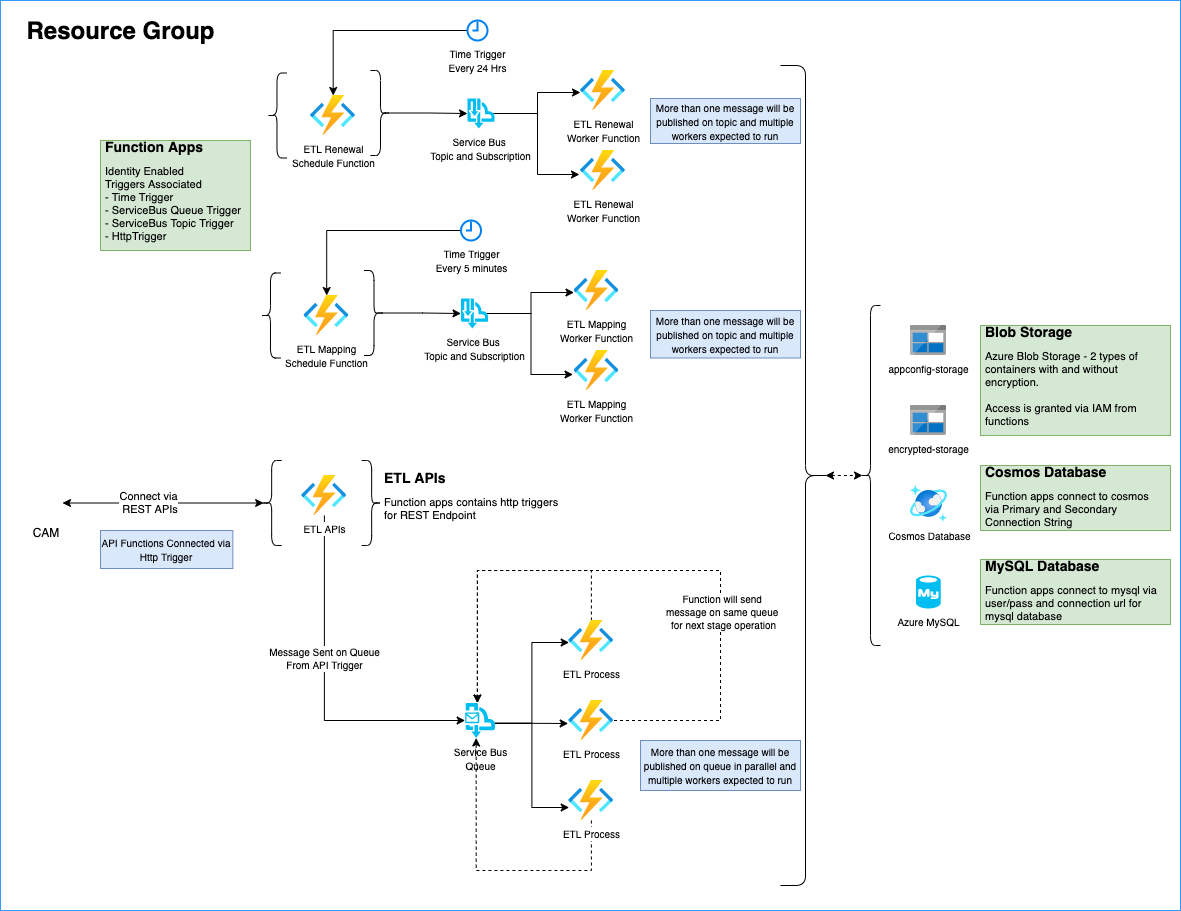 Resource Group
Time Trigger
Every 24 Hrs
ETL Renewal
Schedule Function
Service Bus
Topic and Subscription
ETL Renewal
Worker Function
ETL Renewal
Worker Function
More than one message will be
published on topic and multiple
workers expected to run
Function Apps
Identity Enabled
Triggers Associated
- Time Trigger
- ServiceBus Queue Trigger
- ServiceBus Topic Trigger
- HttpTrigger
Time Trigger
Every 5 minutes
ETL Mapping
Schedule Function
Service Bus
Topic and Subscription
ETL Mapping
Worker Function
ETL Mapping
Worker Function
More than one message will be
published on topic and multiple
workers expected to run
appconfig-storage
Blob Storage
Azure Blob Storage - 2 types of
containers with and without
encryption.
Access is granted via IAM from
functions
encrypted-storage
Cosmos Database
Cosmos Database
Function apps connect to cosmos
via Primary and Secondary
Connection String
Azure MySQL
MySQL Database
Function apps connect to mysql via
user/pass and connection url for
mysql database
My
CAM
Connect via
REST APIs
API Functions Connected via
Http Trigger
ETL APIs
ETL APIs
Function apps contains http triggers
for REST Endpoint
Message Sent on Queue
From API Trigger
Service Bus
Queue
Function will send
message on same queue
for next stage operation
ETL Process
ETL Process
ETL Process
More than one message will be
published on queue in parallel and
multiple workers expected to run